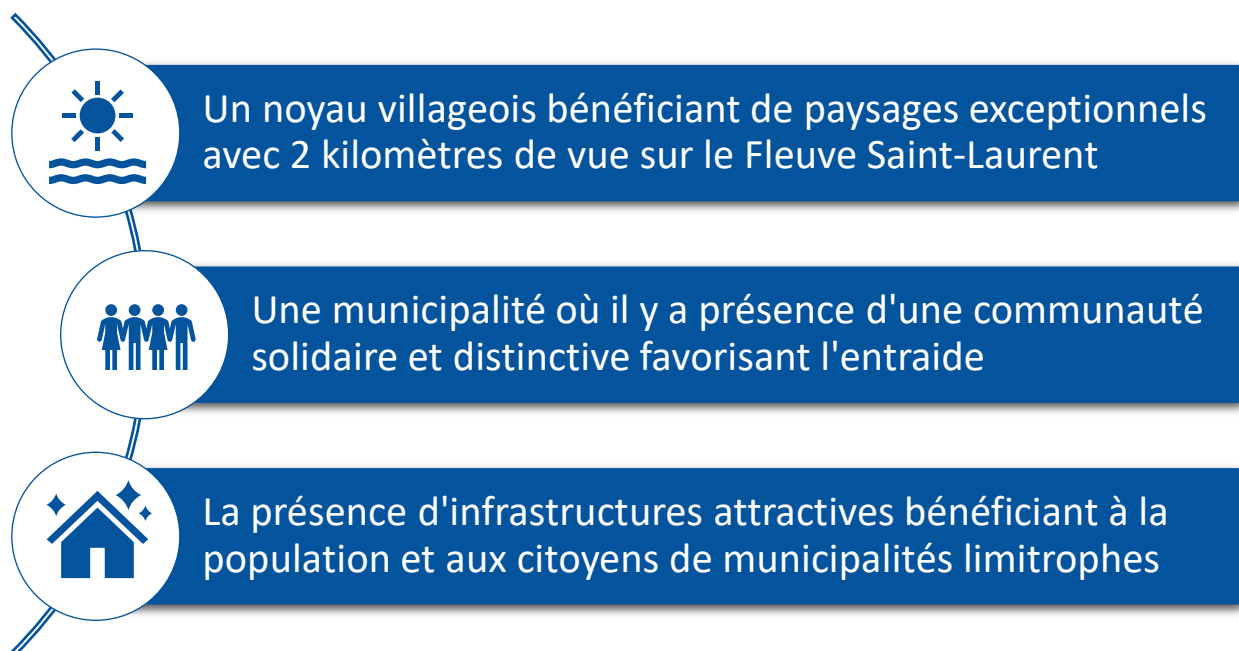 Un noyau villageois bénéficiant de paysages exceptionnels
avec 2 kilomètres de vue sur le Fleuve Saint-Laurent
Une municipalité où il y a présence d'une communauté
solidaire et distinctive favorisant l'entraide
La présence d'infrastructures attractives bénéficiant à la
population et aux citoyens de municipalités limitrophes